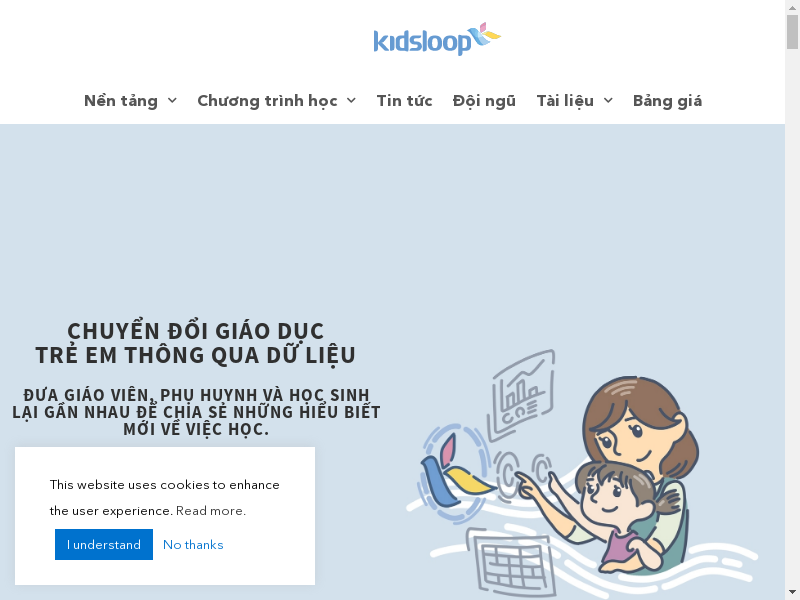 kidsloop
Nền tảng Chương trình học Tin tức Đội ngũ Tài liệu Bảng giá
CHUYỂN ĐỔI GIÁO DỤC
TRẺ EM THÔNG QUA DỮ LIỆU
ĐƯA GIÁO VIÊN, PHỤ HUYNH VÀ HỌC SINH
LẠI GẦN NHAU ĐỂ CHIA SẺ NHỮNG HIỂU BIẾT
MỚI VỀ VIỆC HỌC.
This website uses cookies to enhance
the user experience. Read more.
I understand No thanks